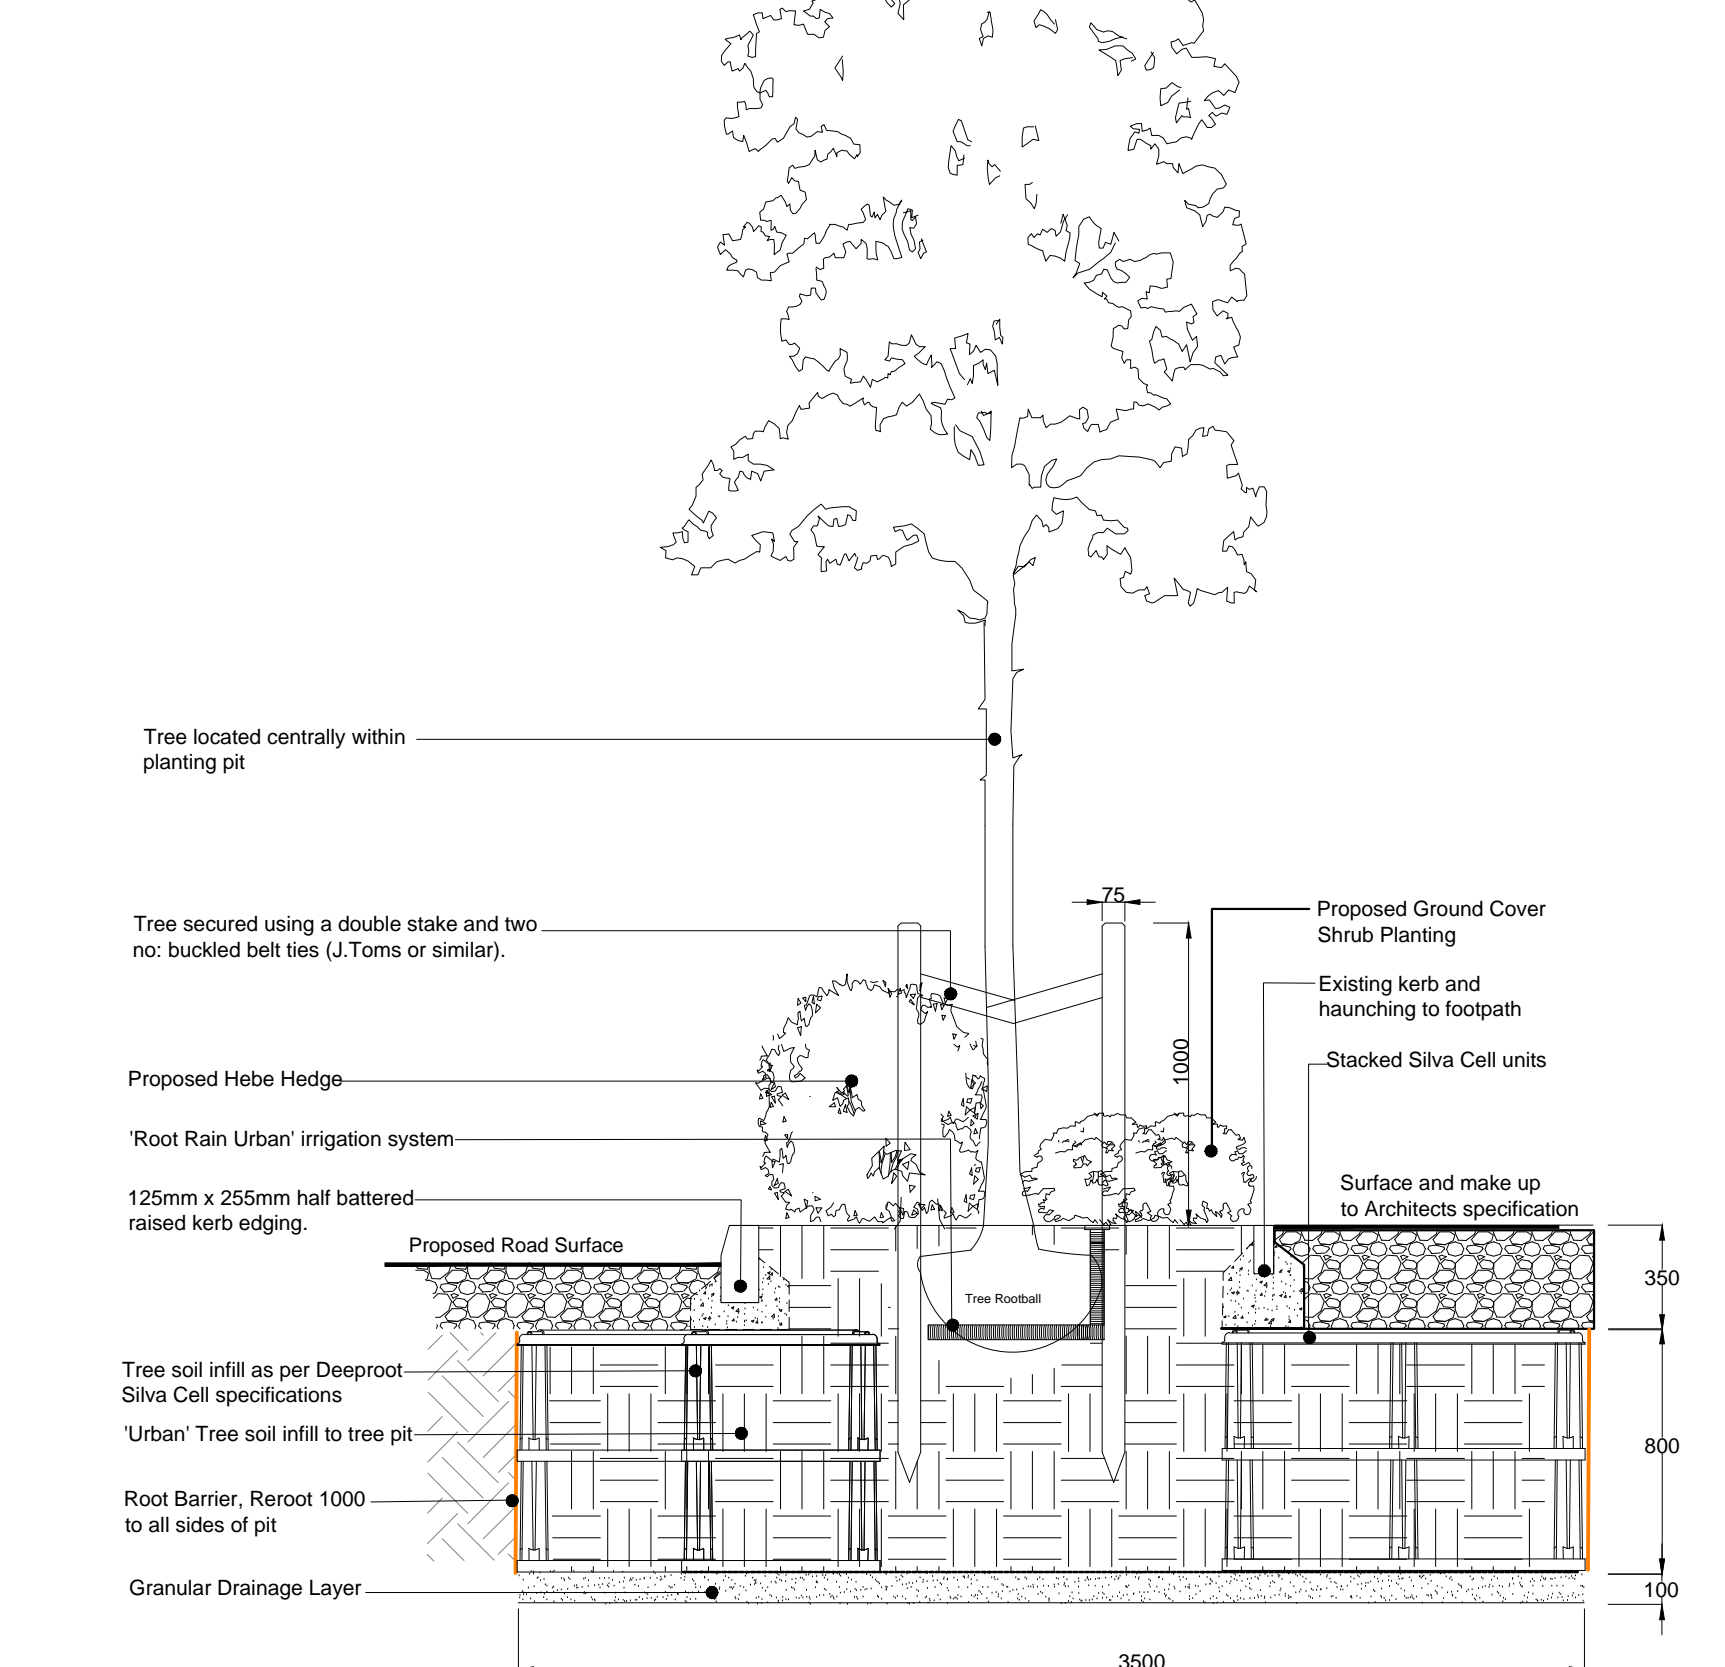 Tree located centrally within
planting pit
75
Tree secured using a double stake and two
no: buckled belt ties (J.Toms or similar).
Proposed Ground Cover
Shrub Planting
Existing kerb and
haunching to footpath
1000
Stacked Silva Cell units
Proposed Hebe Hedge
'Root Rain Urban' irrigation system
125mm x 255mm half battered
raised kerb edging.
Surface and make up
to Architects specification
Proposed Road Surface
350
Tree Rootball
Tree soil infill as per Deeproot
Silva Cell specifications
'Urban' Tree soil infill to tree pit
800
Root Barrier, Reroot 1000
to all sides of pit
Granular Drainage Layer
100
3500